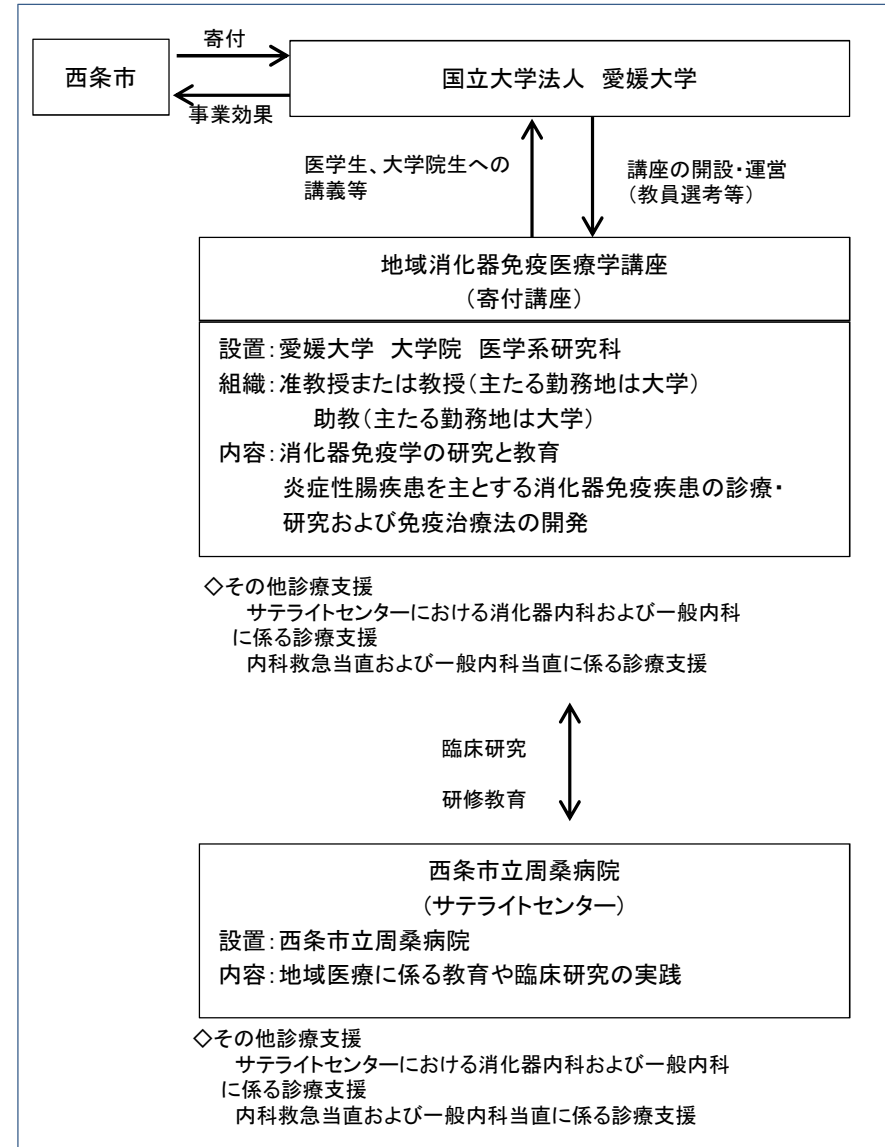 寄付
西条市
国立大学法人 愛媛大学
事業効果
医学生、大学院生への
講義等
講座の開設・運営
(教員選考等)
地域消化器免疫医療学講座
(寄付講座)
設置:愛媛大学 大学院 医学系研究科
組織:准教授または教授(主たる勤務地は大学)
助教(主たる勤務地は大学)
内容:消化器免疫学の研究と教育
炎症性腸疾患を主とする消化器免疫疾患の診療・
研究および免疫治療法の開発
◇その他診療支援
サテライトセンターにおける消化器内科および一般内科
に係る診療支援
内科救急当直および一般内科当直に係る診療支援
臨床研究
研修教育
西条市立周桑病院
(サテライトセンター)
設置:西条市立周桑病院
内容:地域医療に係る教育や臨床研究の実践
◇その他診療支援
サテライトセンターにおける消化器内科および一般内科
に係る診療支援
内科救急当直および一般内科当直に係る診療支援